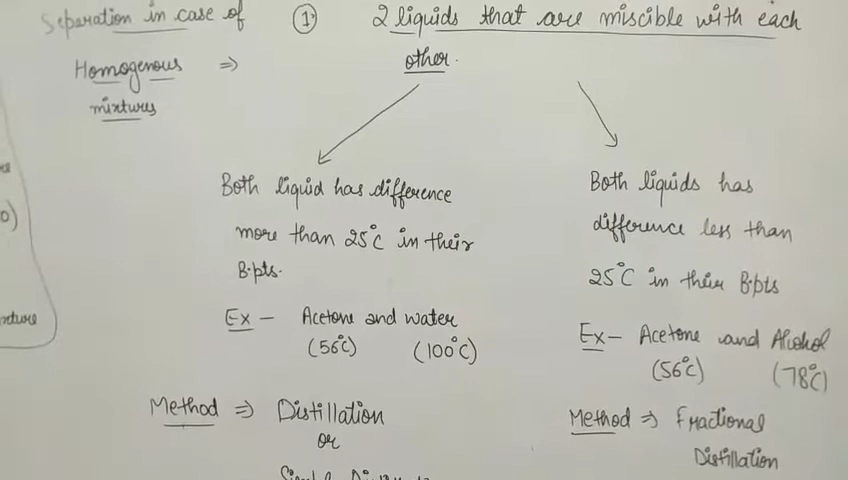 Separation in case of
Homogenous ⇒
mixtures
① 2 liquids that are miscible with each
other.
Both liquid has difference
more than 25°C in their
B.pts.
Ex – Acetone and water
(56°C) (100°C)
Method ⇒ Distillation
or
Both liquids has
difference less than
25°C in their B.pts
Ex – Acetone and Alcohol
(56°C) (78°C)
Method ⇒ Fractional
Distillation